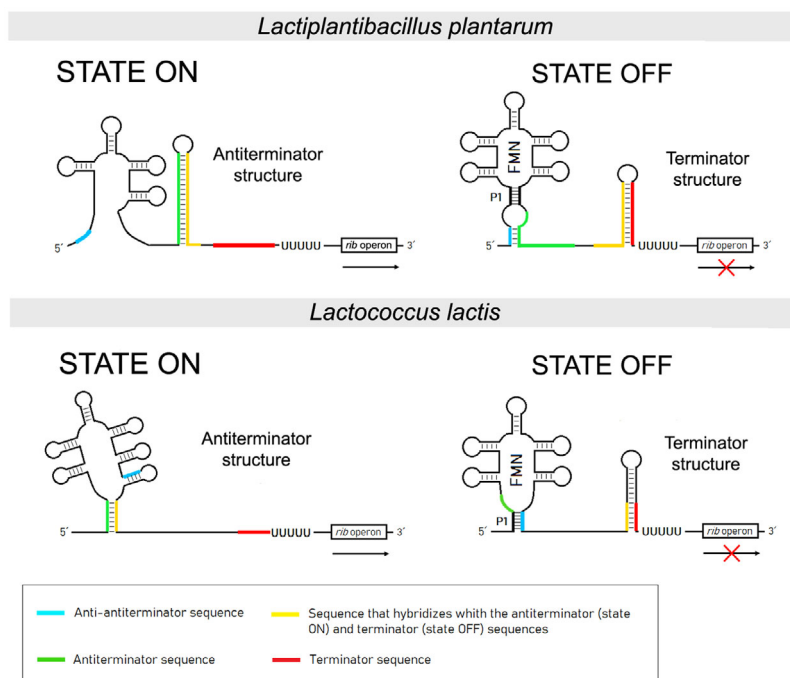 Lactiplantibacillus plantarum
STATE ON
STATE OFF
Antiterminator
structure
FMN
Terminator
structure
P1
5′
UUUUU
rib operon
3′
5′
UUUUU
rib operon
3′
Lactococcus lactis
STATE ON
STATE OFF
Antiterminator
structure
FMN
Terminator
structure
P1
5′
UUUUU
rib operon
3′
5′
UUUUU
rib operon
3′
Anti-antiterminator sequence
Sequence that hybridizes whith the antiterminator (state
ON) and terminator (state OFF) sequences
Antiterminator sequence
Terminator sequence